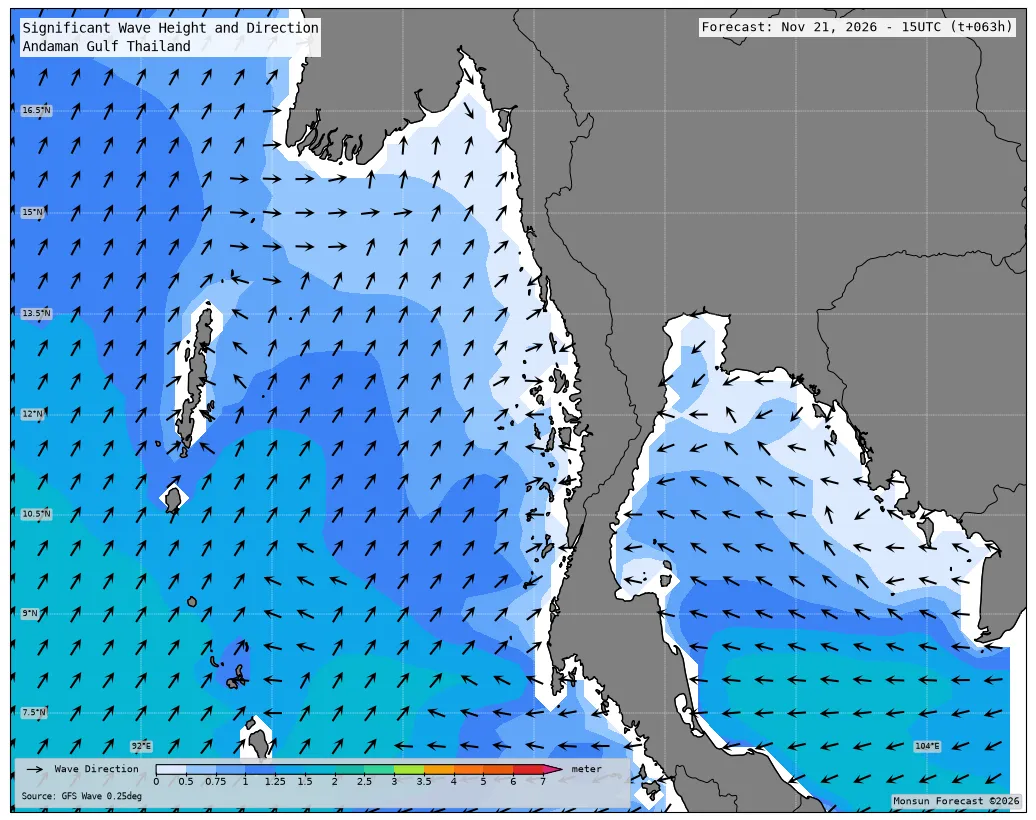 Significant Wave Height and Direction
Andaman Gulf Thailand
Forecast: Nov 21, 2026 - 15UTC (t+063h)
16.5°N
15°N
13.5°N
12°N
10.5°N
9°N
7.5°N
92°E
104°E
Wave Direction
0 0.5 0.75 1 1.25 1.5 2 2.5 3 3.5 4 5 6 7 meter
Source: GFS Wave 0.25deg
Monsun Forecast ©2026